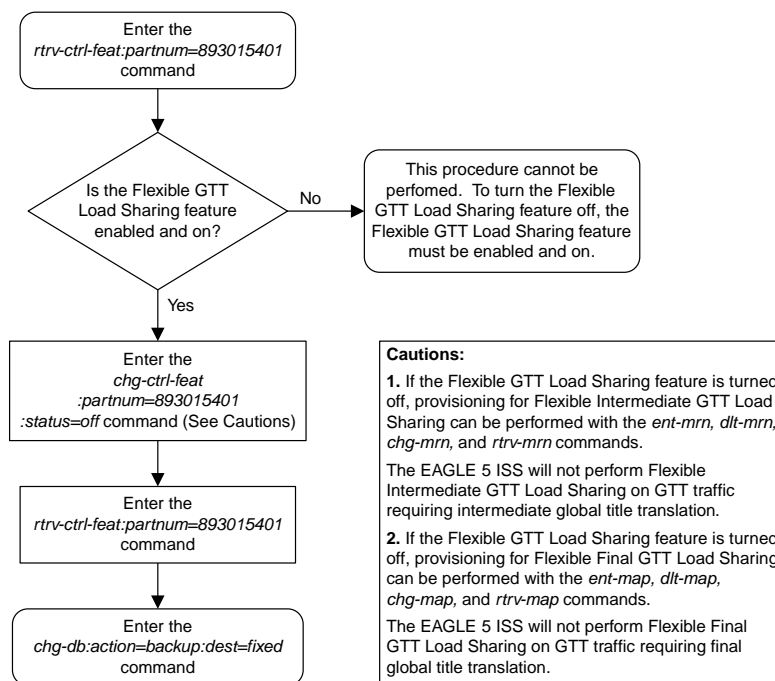 Enter the
rtrv-ctrl-feat:partnum=893015401
command
Is the Flexible GTT
Load Sharing feature
enabled and on?
No
This procedure cannot be
perfomed. To turn the Flexible
GTT Load Sharing feature off, the
Flexible GTT Load Sharing feature
must be enabled and on.
Yes
Enter the
chg-ctrl-feat
:partnum=893015401
:status=off command (See Cautions)
Enter the
rtrv-ctrl-feat:partnum=893015401
command
Enter the
chg-db:action=backup:dest=fixed
command
Cautions:
1. If the Flexible GTT Load Sharing feature is turned
off, provisioning for Flexible Intermediate GTT Load
Sharing can be performed with the ent-mrn, dlt-mrn,
chg-mrn, and rtrv-mrn commands.
The EAGLE 5 ISS will not perform Flexible
Intermediate GTT Load Sharing on GTT traffic
requiring intermediate global title translation.
2. If the Flexible GTT Load Sharing feature is turned
off, provisioning for Flexible Final GTT Load Sharing
can be performed with the ent-map, dlt-map,
chg-map, and rtrv-map commands.
The EAGLE 5 ISS will not perform Flexible Final
GTT Load Sharing on GTT traffic requiring final
global title translation.